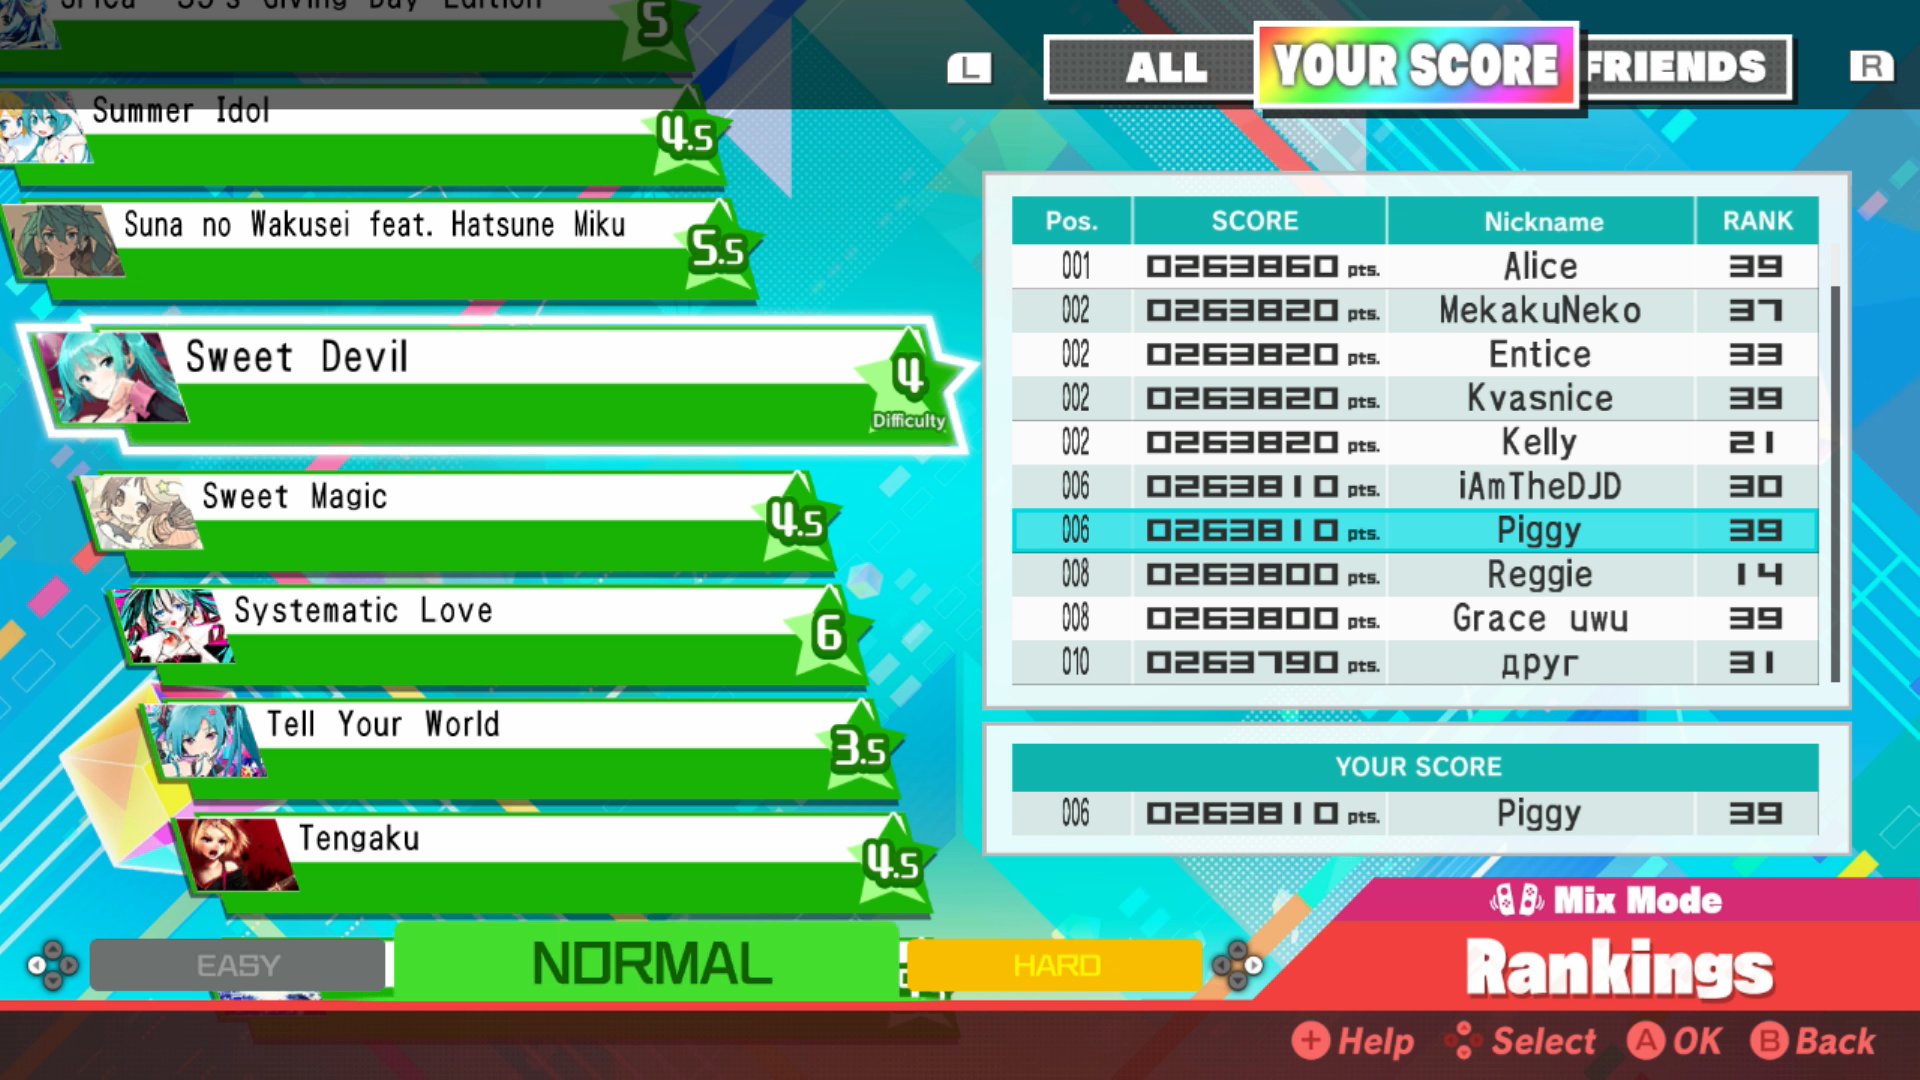 39's Giving Day Edition
5
L
ALL
YOUR SCORE
FRIENDS
R
Summer Idol
4.5
Suna no Wakusei feat. Hatsune Miku
5.5
Sweet Devil
4
Difficulty
Sweet Magic
4.5
Systematic Love
6
Tell Your World
3.5
Tengaku
4.5
Pos. SCORE Nickname RANK
001 0263860 pts. Alice 39
002 0263820 pts. MekakuNeko 37
002 0263820 pts. Entice 33
002 0263820 pts. Kvasnice 39
002 0263820 pts. Kelly 21
006 0263810 pts. iAmTheDJD 30
006 0263810 pts. Piggy 39
008 0263800 pts. Reggie 14
008 0263800 pts. Grace uwu 39
010 0263790 pts. друг 31
YOUR SCORE
006 0263810 pts. Piggy 39
EASY
NORMAL
HARD
Mix Mode
Rankings
+ Help
Select
A OK
B Back